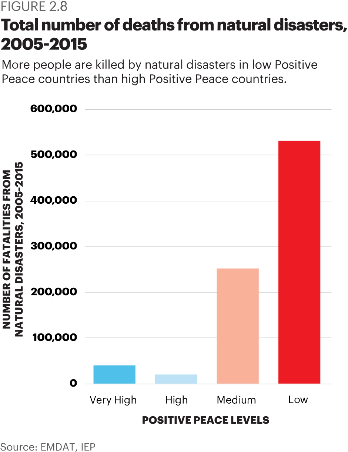 FIGURE 2.8
Total number of deaths from natural disasters,
2005-2015
More people are killed by natural disasters in low Positive
Peace countries than high Positive Peace countries.
NUMBER OF FATALITIES FROM
NATURAL DISASTERS, 2005-2015
600,000
500,000
400,000
300,000
200,000
100,000
0
Very High High Medium Low
POSITIVE PEACE LEVELS
Source: EMDAT, IEP